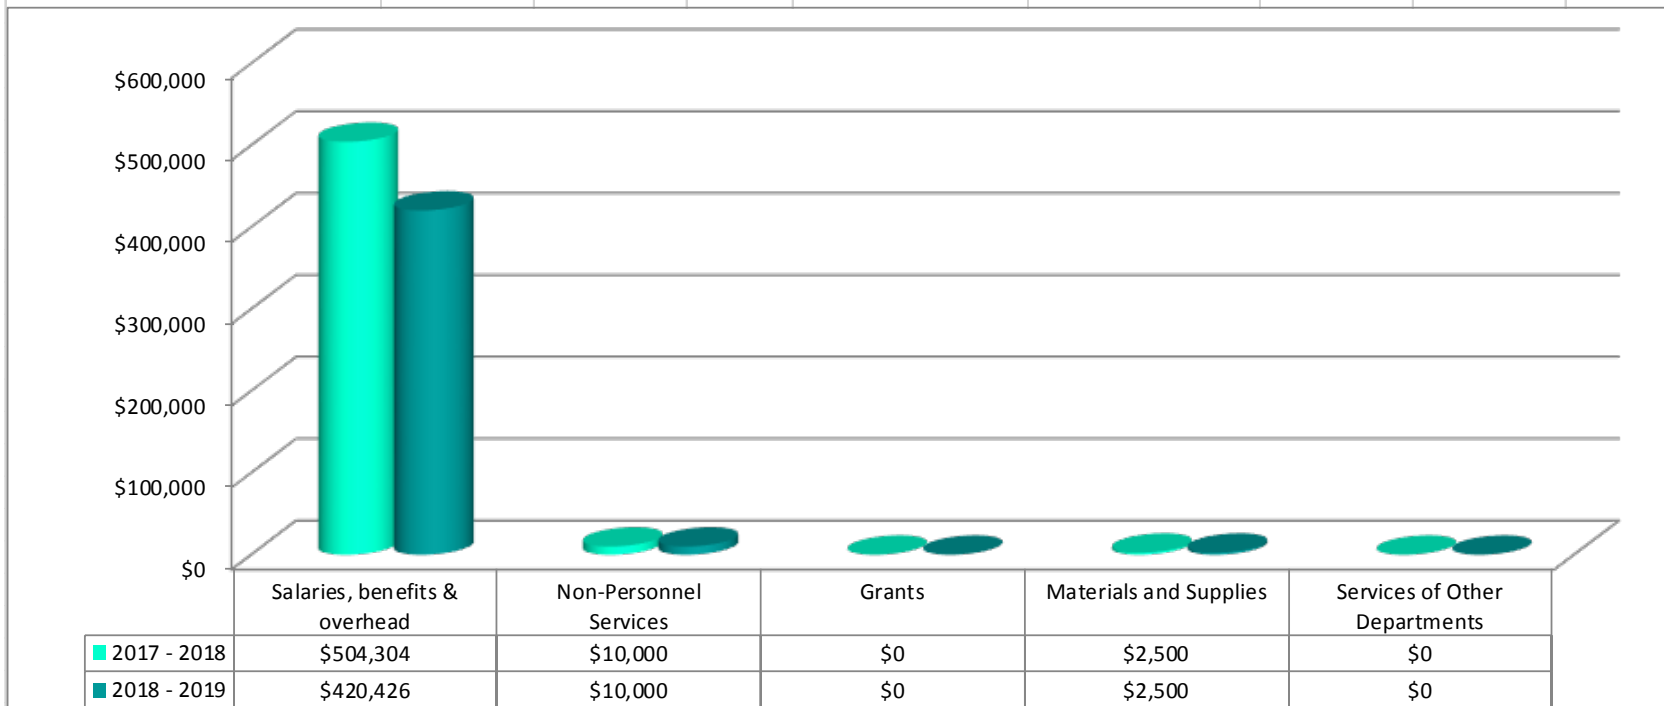 $600,000
$500,000
$400,000
$300,000
$200,000
$100,000
$0
Salaries, benefits &
overhead
Non-Personnel
Services
Grants
Materials and Supplies
Services of Other
Departments
2017 - 2018 $504,304 $10,000 $0 $2,500 $0
2018 - 2019 $420,426 $10,000 $0 $2,500 $0